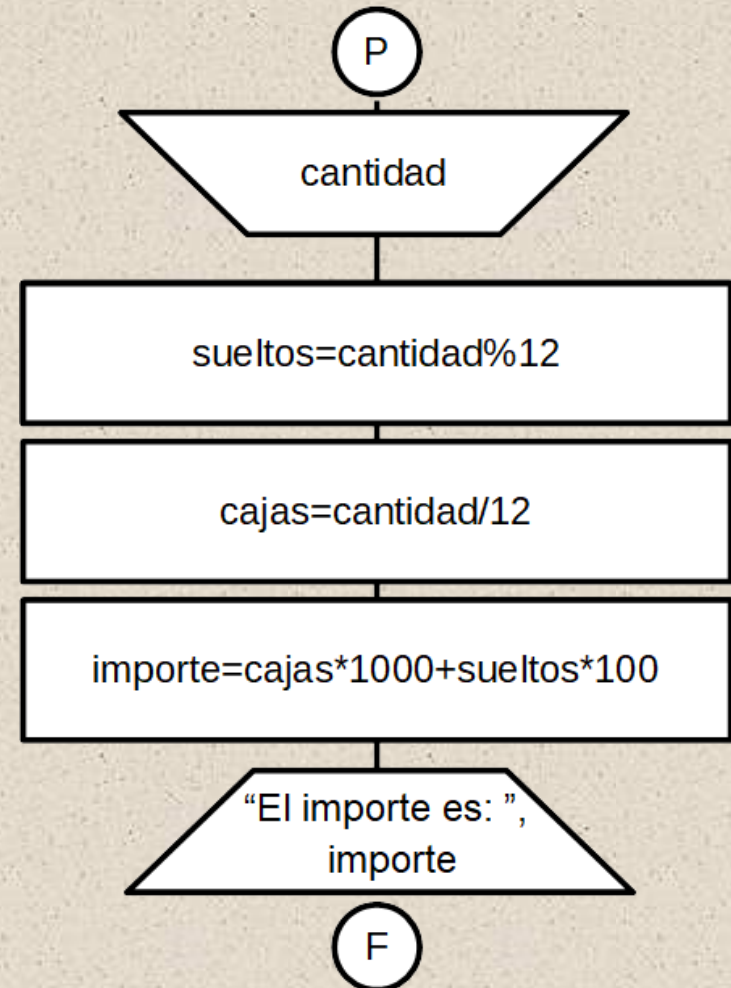 P
cantidad
sueltos=cantidad%12
cajas=cantidad/12
importe=cajas*1000+sueltos*100
“El importe es: ”,
importe
F